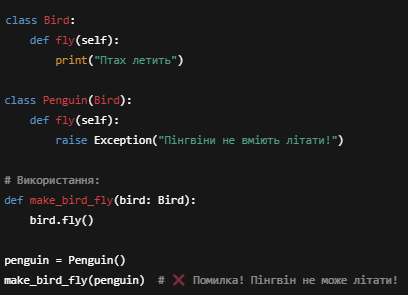 class Bird:
    def fly(self):
        print("Птах летить")

class Penguin(Bird):
    def fly(self):
        raise Exception("Пінгвіни не вміють літати!")

# Використання:
def make_bird_fly(bird: Bird):
    bird.fly()

penguin = Penguin()
make_bird_fly(penguin)  # ❌ Помилка! Пінгвін не може літати!